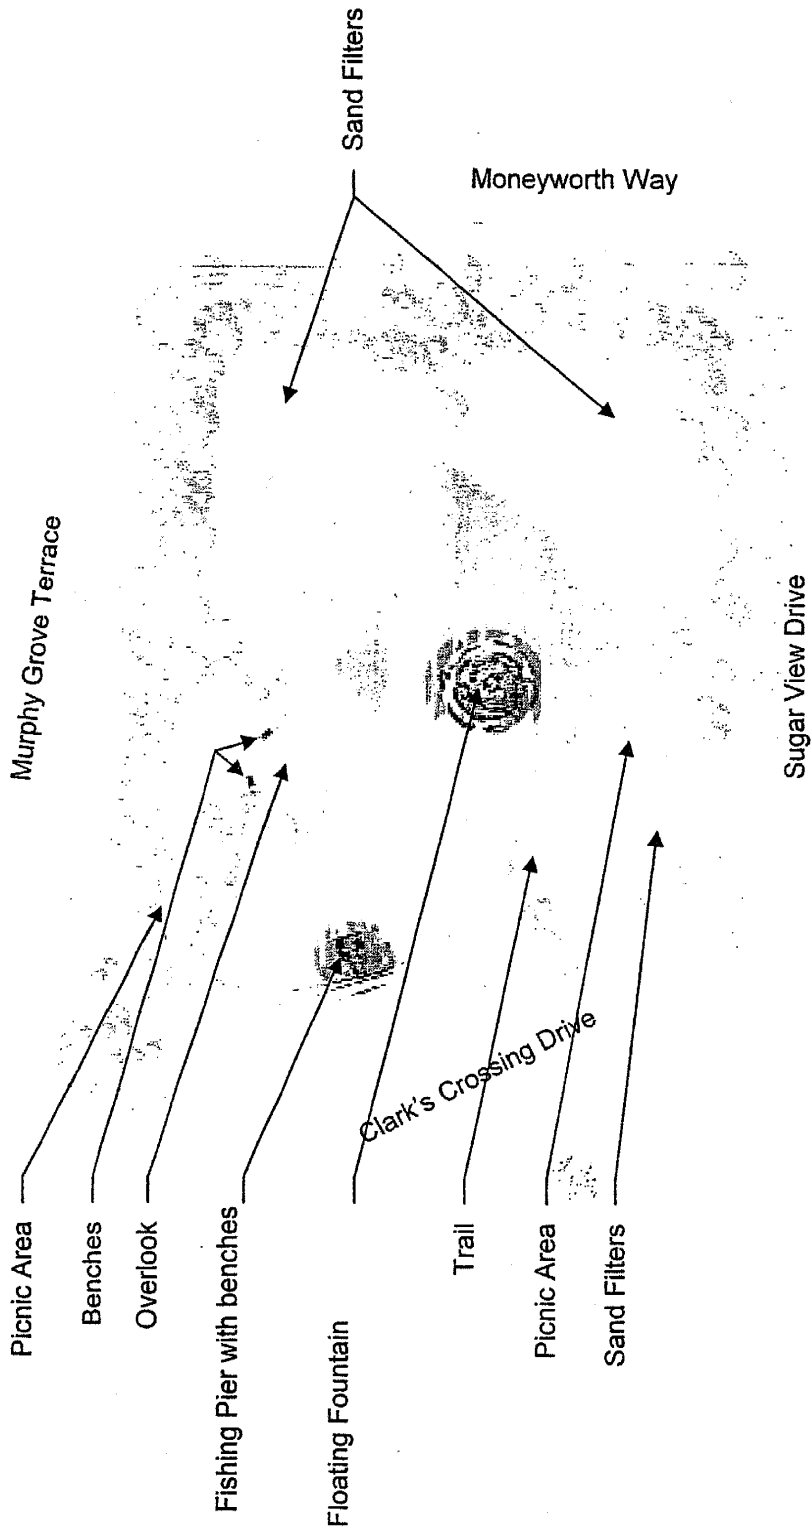 Sand Filters
Moneyworth Way
Murphy Grove Terrace
Sugar View Drive
Clark's Crossing Drive
Picnic Area
Benches
Overlook
Fishing Pier with benches
Floating Fountain
Trail
Picnic Area
Sand Filters